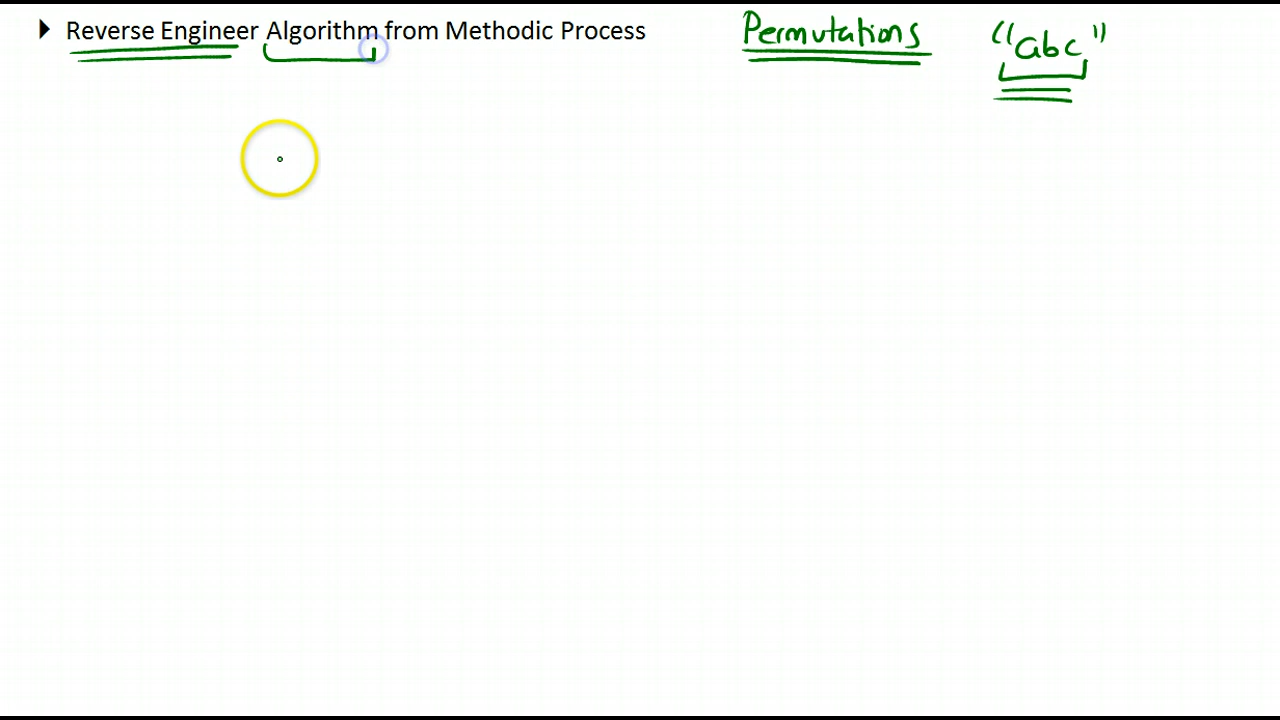 Reverse Engineer Algorithm from Methodic Process
Permutations
"abc"